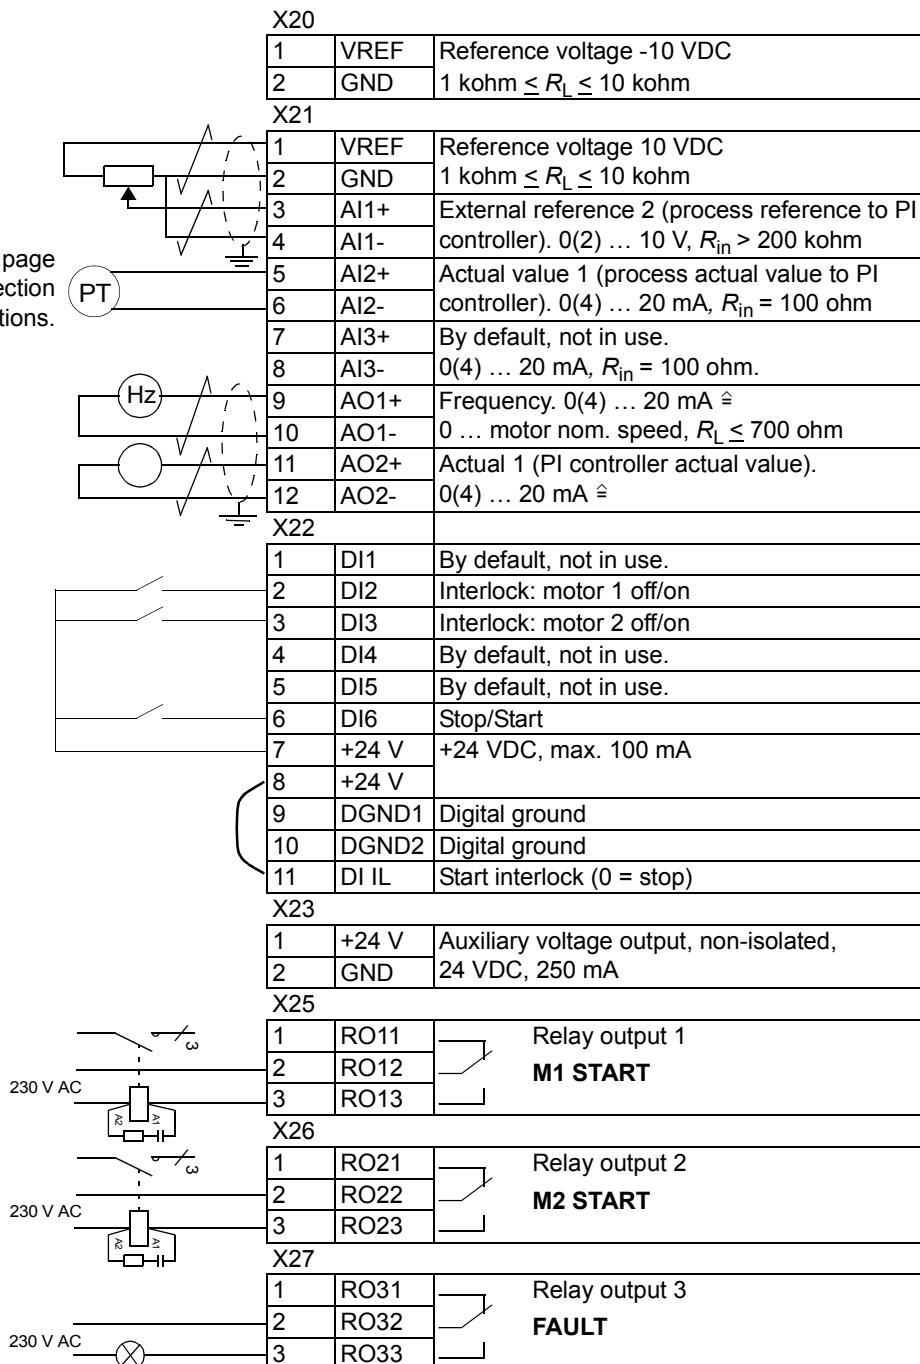 X20
1 VREF Reference voltage -10 VDC
2 GND 1 kohm ≤ RL ≤ 10 kohm
X21
1 VREF Reference voltage 10 VDC
2 GND 1 kohm ≤ RL ≤ 10 kohm
3 AI1+ External reference 2 (process reference to PI
4 AI1- controller). 0(2) … 10 V, Rin > 200 kohm
page
5 AI2+ Actual value 1 (process actual value to PI
ection
PT
6 AI2- controller). 0(4) … 20 mA, Rin = 100 ohm
tions.
7 AI3+ By default, not in use.
8 AI3- 0(4) … 20 mA, Rin = 100 ohm.
Hz
9 AO1+ Frequency. 0(4) … 20 mA ≙
10 AO1- 0 … motor nom. speed, RL ≤ 700 ohm
11 AO2+ Actual 1 (PI controller actual value).
12 AO2- 0(4) … 20 mA ≙
X22
1 DI1 By default, not in use.
2 DI2 Interlock: motor 1 off/on
3 DI3 Interlock: motor 2 off/on
4 DI4 By default, not in use.
5 DI5 By default, not in use.
6 DI6 Stop/Start
7 +24 V +24 VDC, max. 100 mA
8 +24 V
9 DGND1 Digital ground
10 DGND2 Digital ground
11 DI IL Start interlock (0 = stop)
X23
1 +24 V Auxiliary voltage output, non-isolated,
2 GND 24 VDC, 250 mA
X25
3
1 RO11 Relay output 1
2 RO12 M1 START
230 V AC
3 RO13
A2 A1
X26
3
1 RO21 Relay output 2
2 RO22 M2 START
230 V AC
3 RO23
A2 A1
X27
1 RO31 Relay output 3
2 RO32 FAULT
230 V AC
3 RO33